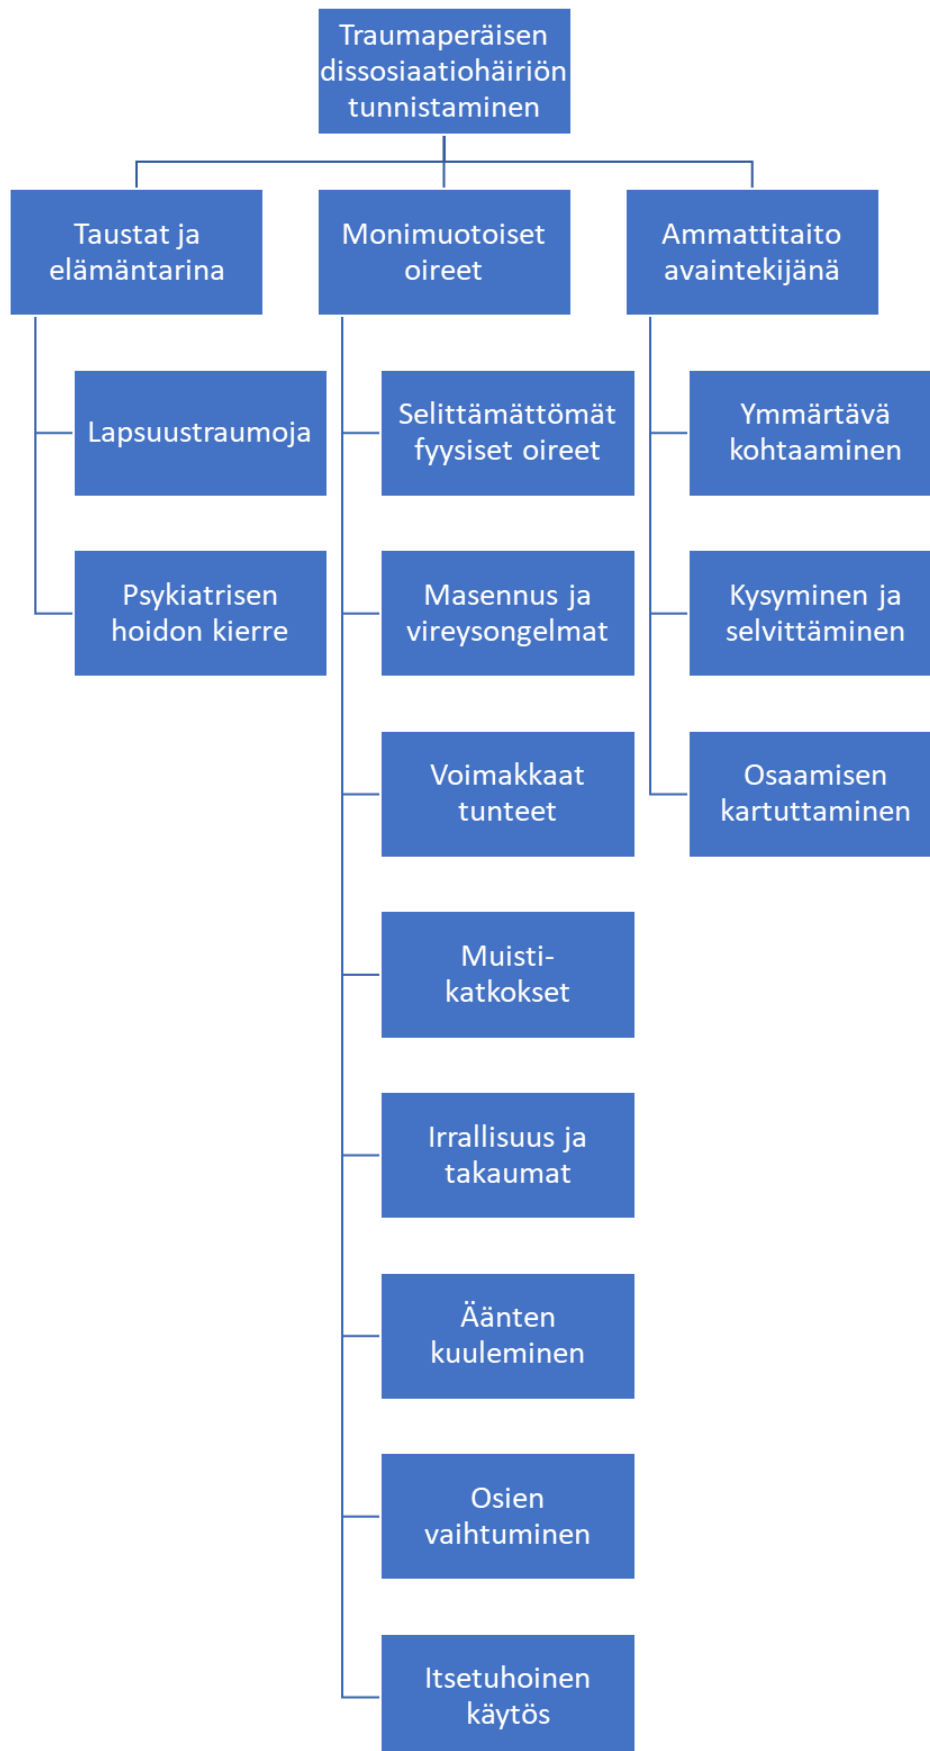 Traumaperäisen
dissosiaatiohäiriön
tunnistaminen
Taustat ja
elämäntarina
Lapsuustraumoja
Psykiatrisen
hoidon kierre
Monimuotoiset
oireet
Selittämättömät
fyysiset oireet
Masennus ja
vireysongelmat
Voimakkaat
tunteet
Muisti-
katkokset
Irrallisuus ja
takaumat
Äänten
kuuleminen
Osien
vaihtuminen
Itsetuhoinen
käytös
Ammattitaito
avaintekijänä
Ymmärtävä
kohtaaminen
Kysyminen ja
selvittäminen
Osaamisen
kartuttaminen